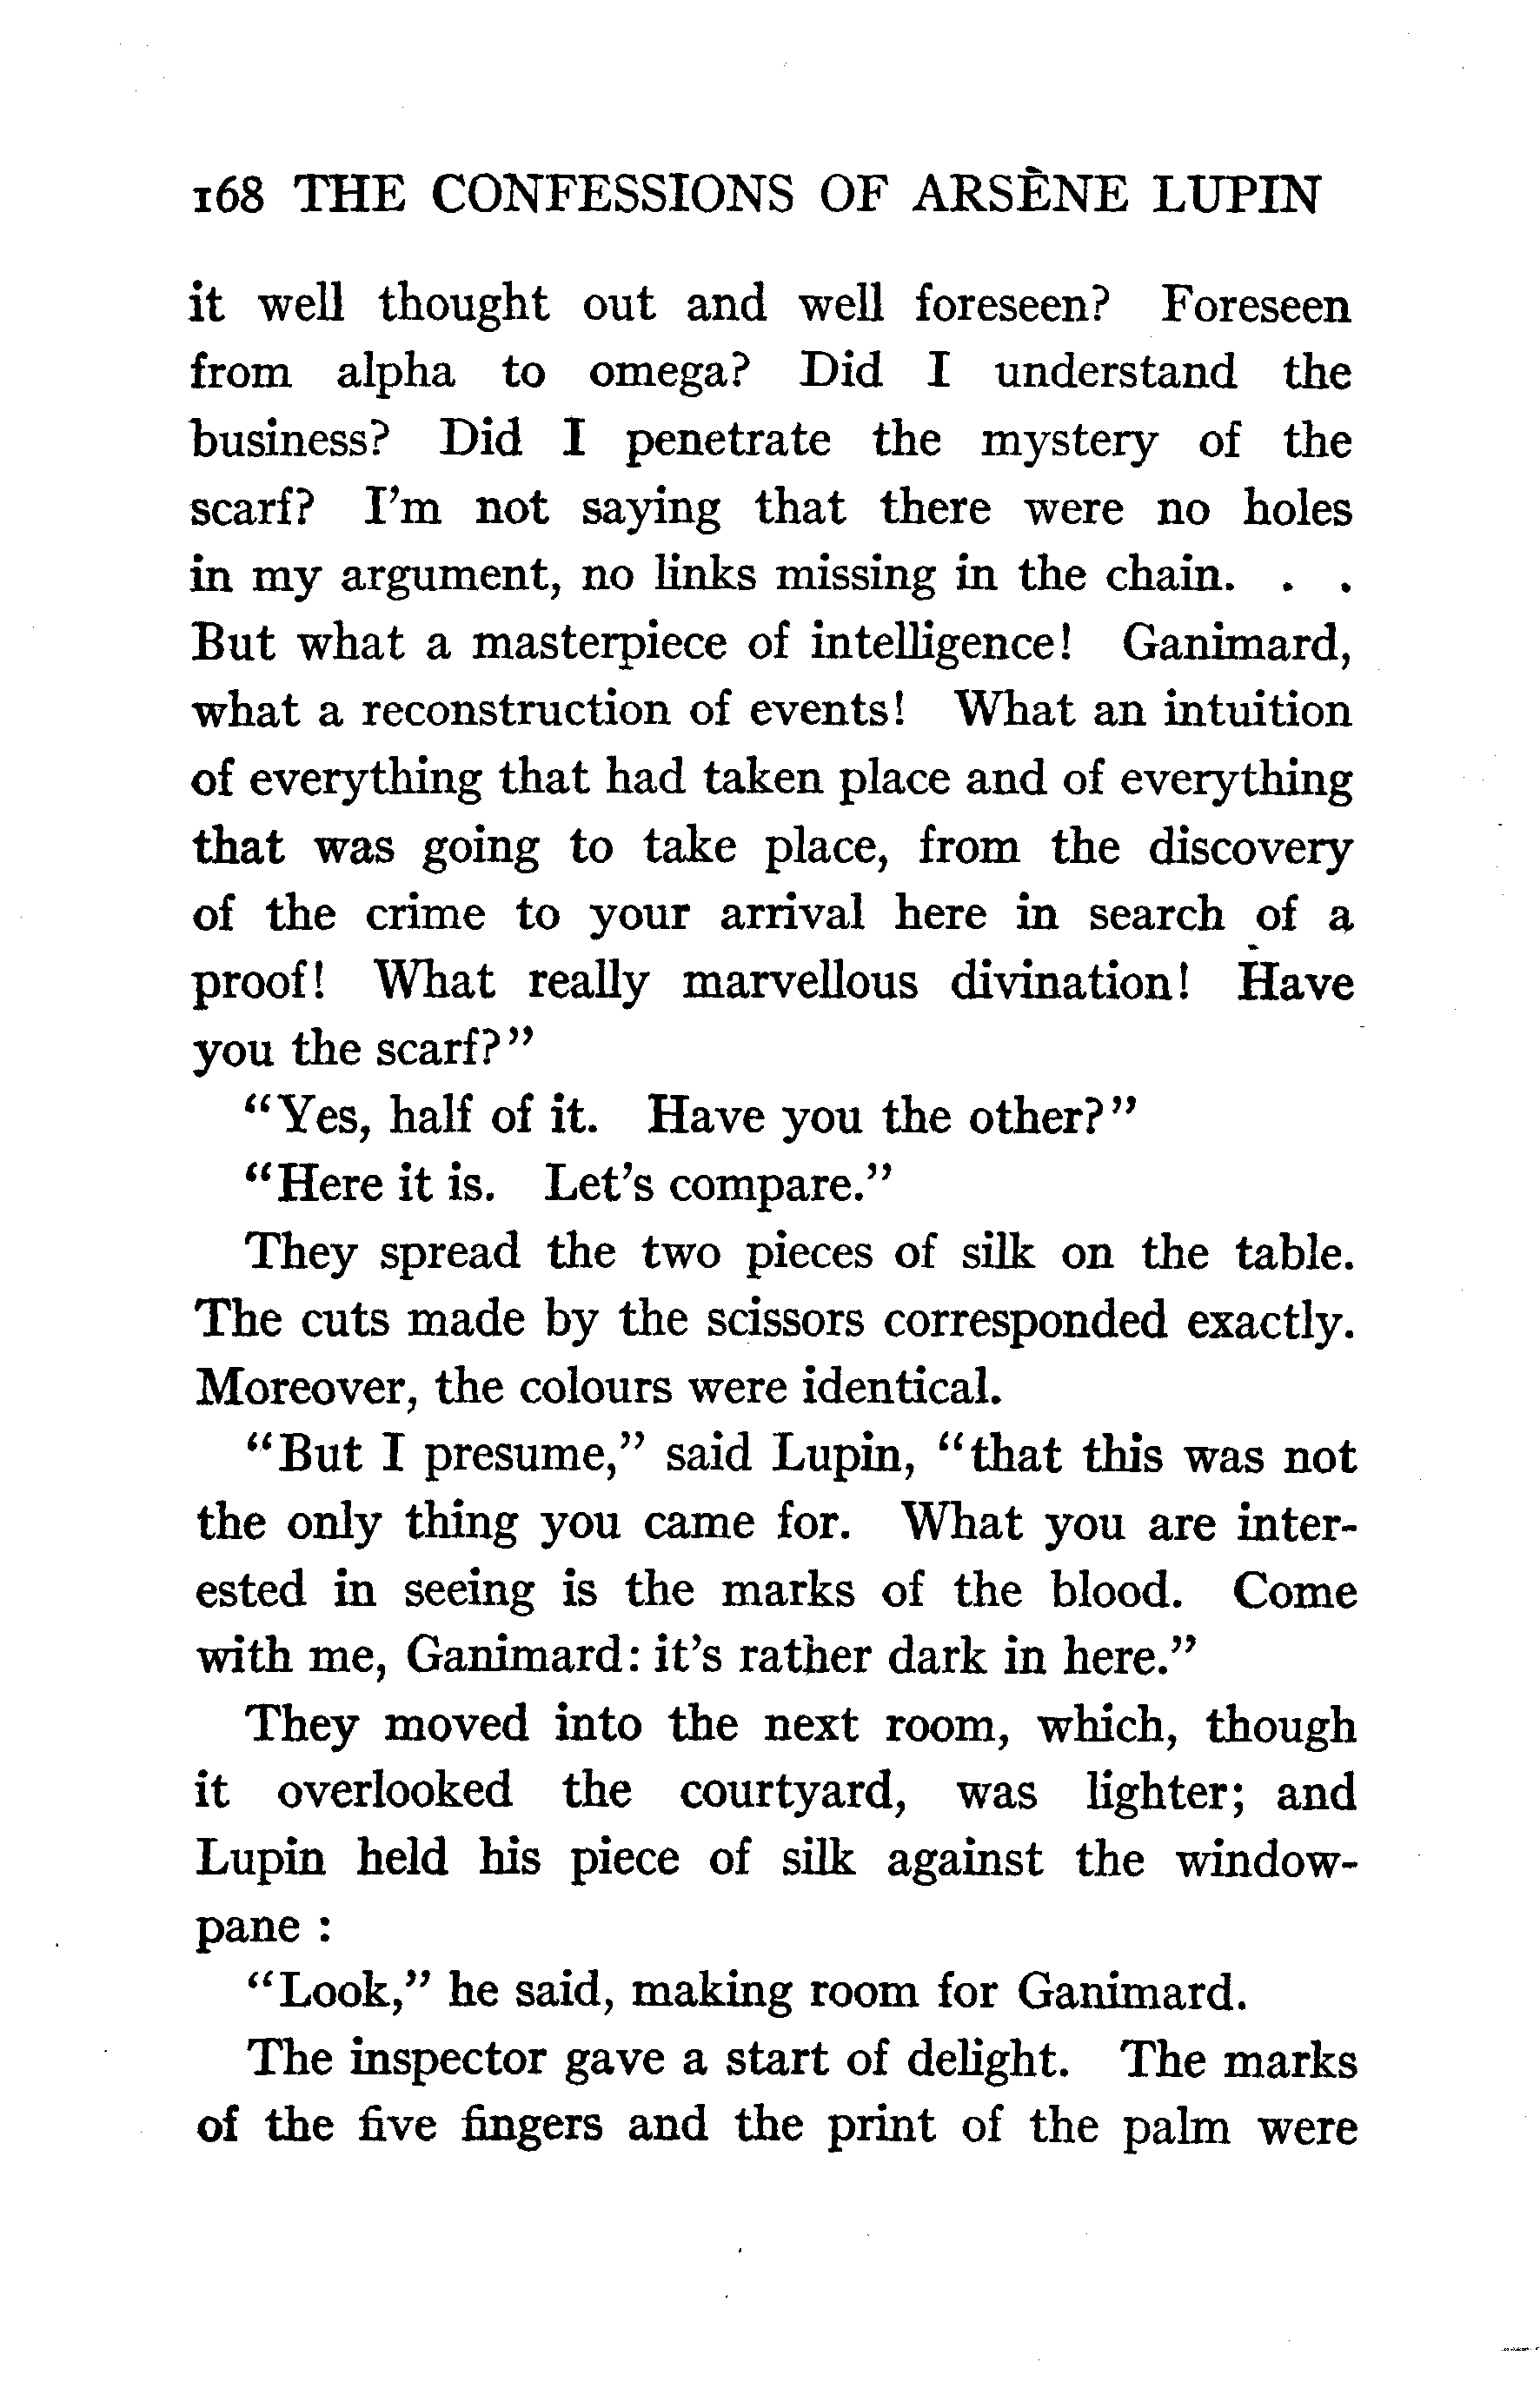 168 THE CONFESSIONS OF ARSÈNE LUPIN
it well thought out and well foreseen? Foreseen
from alpha to omega? Did I understand the
business? Did I penetrate the mystery of the
scarf? I'm not saying that there were no holes
in my argument, no links missing in the chain. . .
But what a masterpiece of intelligence! Ganimard,
what a reconstruction of events! What an intuition
of everything that had taken place and of everything
that was going to take place, from the discovery
of the crime to your arrival here in search of a
proof! What really marvellous divination! Have
you the scarf?"
"Yes, half of it. Have you the other?"
"Here it is. Let's compare."
They spread the two pieces of silk on the table.
The cuts made by the scissors corresponded exactly.
Moreover, the colours were identical.
"But I presume," said Lupin, "that this was not
the only thing you came for. What you are inter-
ested in seeing is the marks of the blood. Come
with me, Ganimard: it's rather dark in here."
They moved into the next room, which, though
it overlooked the courtyard, was lighter; and
Lupin held his piece of silk against the window-
pane :
"Look," he said, making room for Ganimard.
The inspector gave a start of delight. The marks
of the five fingers and the print of the palm were